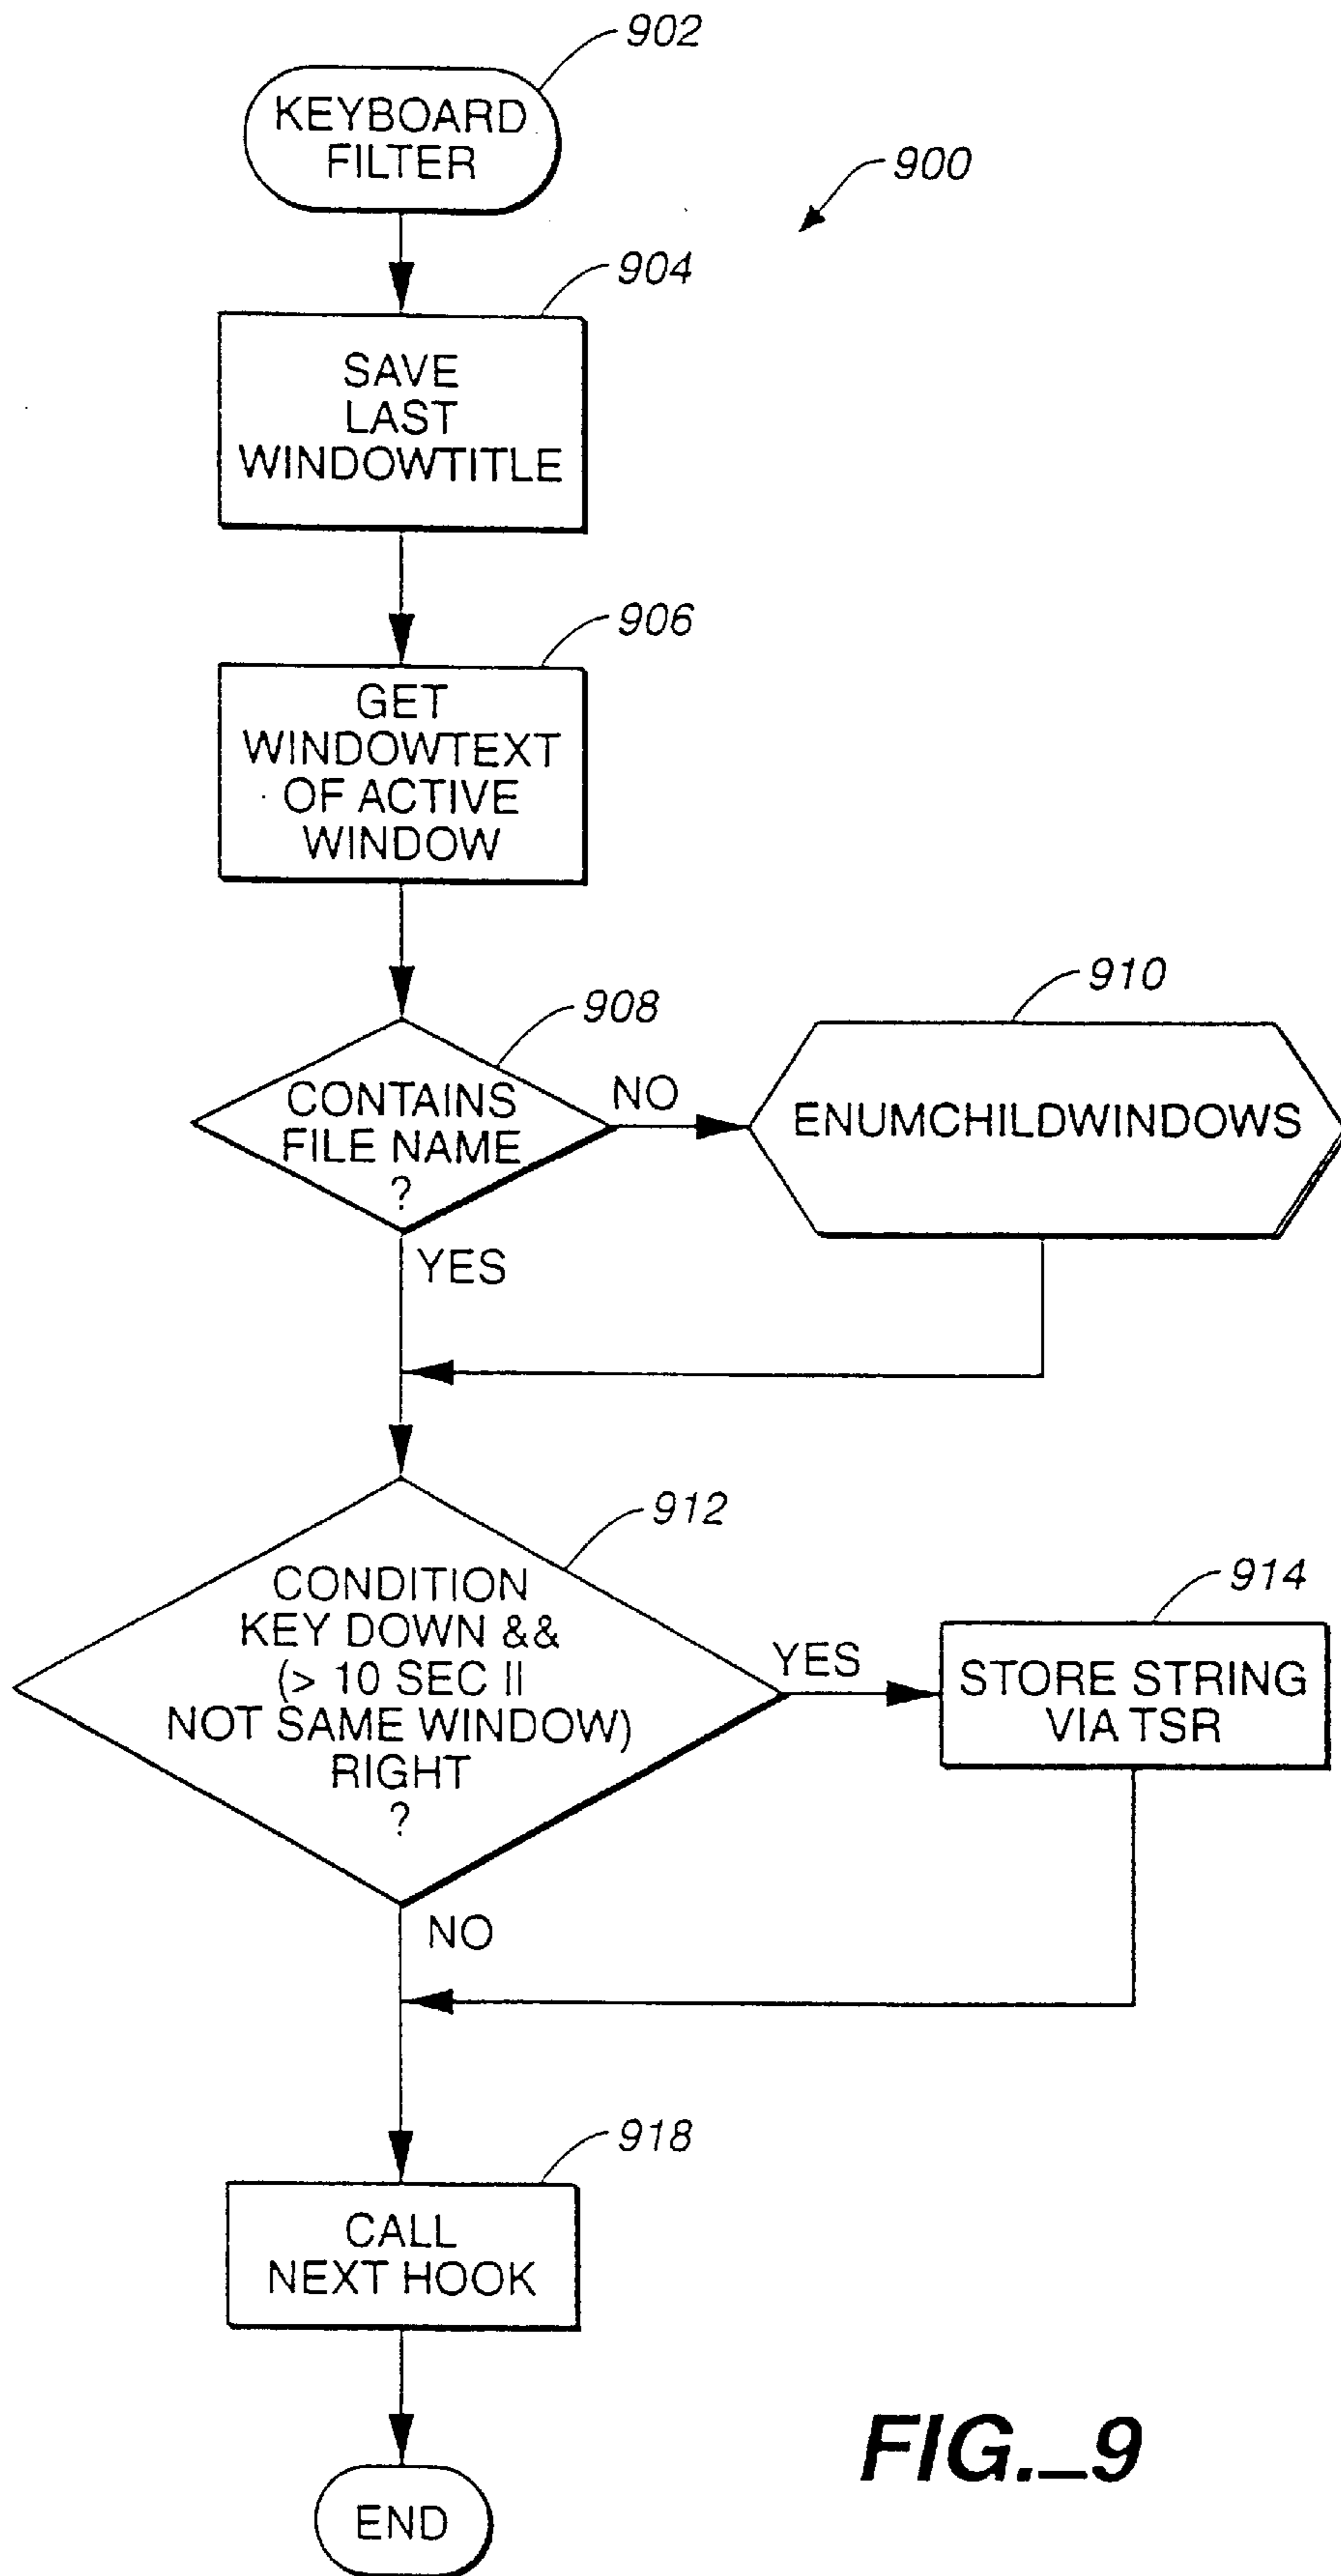 902
KEYBOARD
FILTER
900
904
SAVE
LAST
WINDOWTITLE
906
GET
WINDOWTEXT
OF ACTIVE
WINDOW
908
910
CONTAINS
FILE NAME
?
NO
ENUMCHILDWINDOWS
YES
912
CONDITION
KEY DOWN &&
(> 10 SEC II
NOT SAME WINDOW)
RIGHT
?
YES
914
STORE STRING
VIA TSR
NO
918
CALL
NEXT HOOK
END
FIG._9